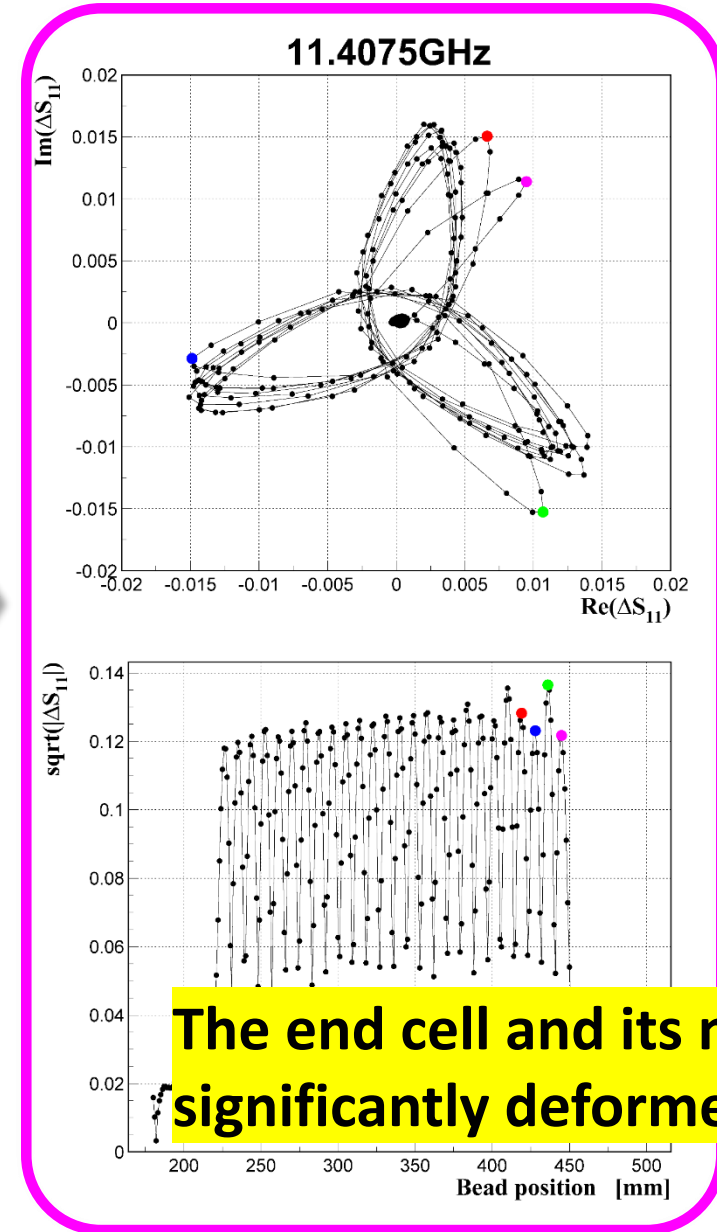 11.4075GHz
Im(ΔS11)
0.02
0.015
0.01
0.005
0
-0.005
-0.01
-0.015
-0.02
-0.02 -0.015 -0.01 -0.005 0 0.005 0.01 0.015 0.02
Re(ΔS11)
sqrt(|ΔS11|)
0.14
0.12
0.1
0.08
0.06
0.04
0.02
0
The end cell and its
significantly
200 250 300 350 400 450 500
Bead position [mm]